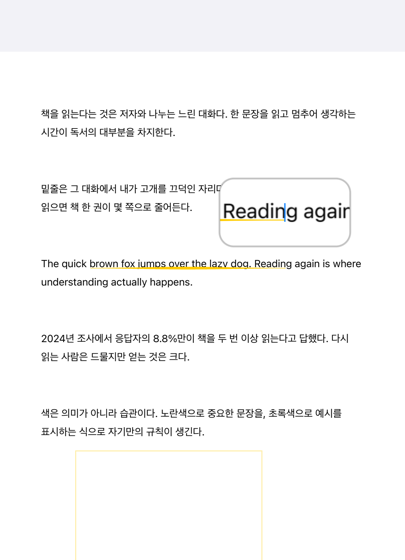 책을 읽는다는 것은 저자와 나누는 느린 대화다. 한 문장을 읽고 멈추어 생각하는
시간이 독서의 대부분을 차지한다.
밑줄은 그 대화에서 내가 고개를 끄덕인 자리다
읽으면 책 한 권이 몇 쪽으로 줄어든다.
Reading again
The quick brown fox jumps over the lazy dog. Reading again is where
understanding actually happens.
2024년 조사에서 응답자의 8.8%만이 책을 두 번 이상 읽는다고 답했다. 다시
읽는 사람은 드물지만 얻는 것은 크다.
색은 의미가 아니라 습관이다. 노란색으로 중요한 문장을, 초록색으로 예시를
표시하는 식으로 자기만의 규칙이 생긴다.